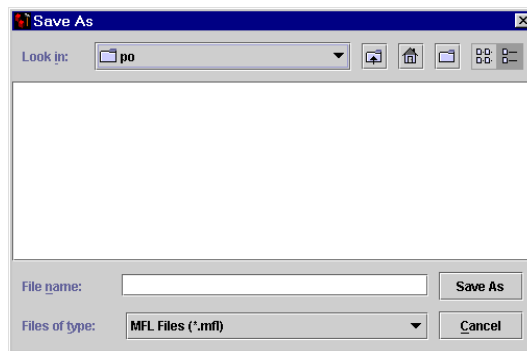 Save As
Look in: po
File name: Save As
Files of type: MFL Files (*.mfl) Cancel